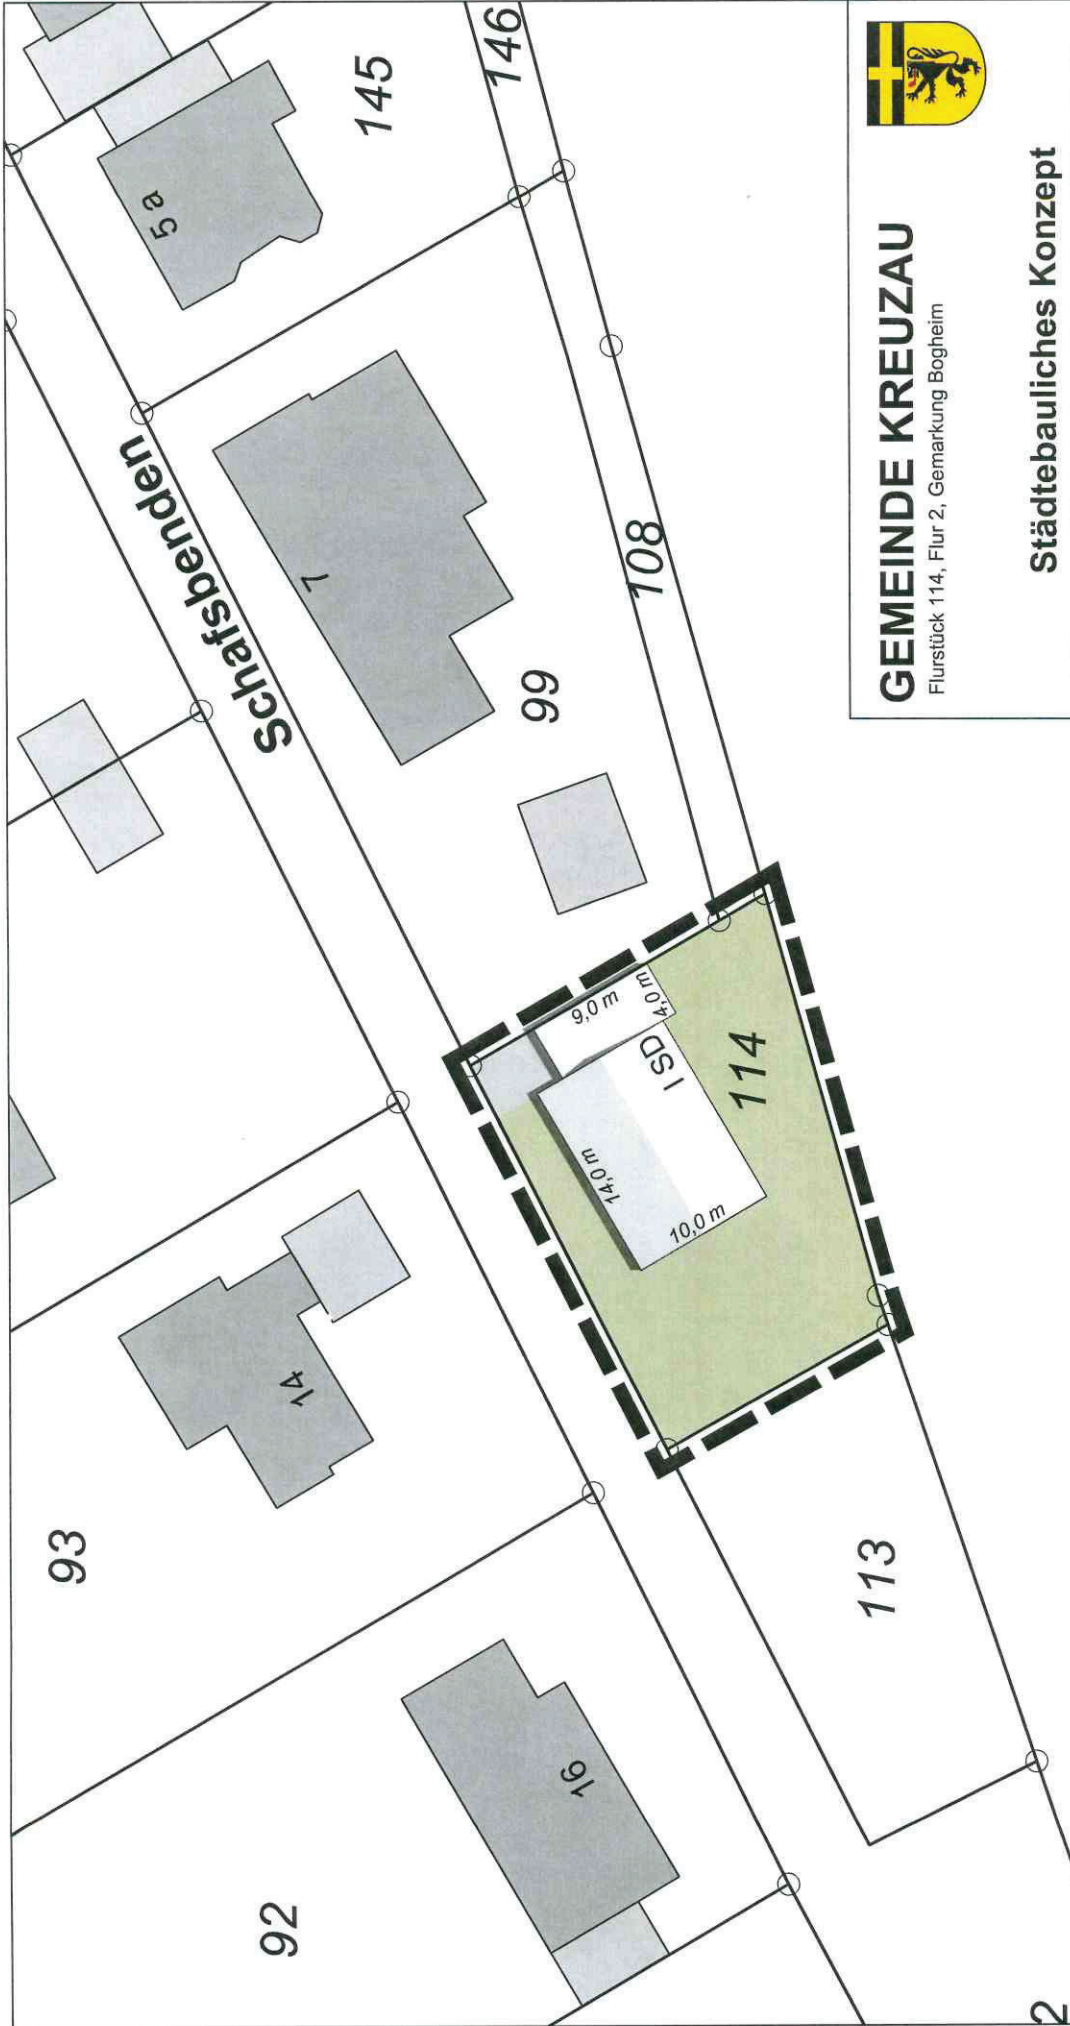 92
93
16
14
Schafsbenden
5 a
145
146
7
99
108
113
114
I SD
14,0 m
10,0 m
9,0 m
4,0 m
2
GEMEINDE KREUZAU
Flurstück 114, Flur 2, Gemarkung Bogheim
Städtebauliches Konzept